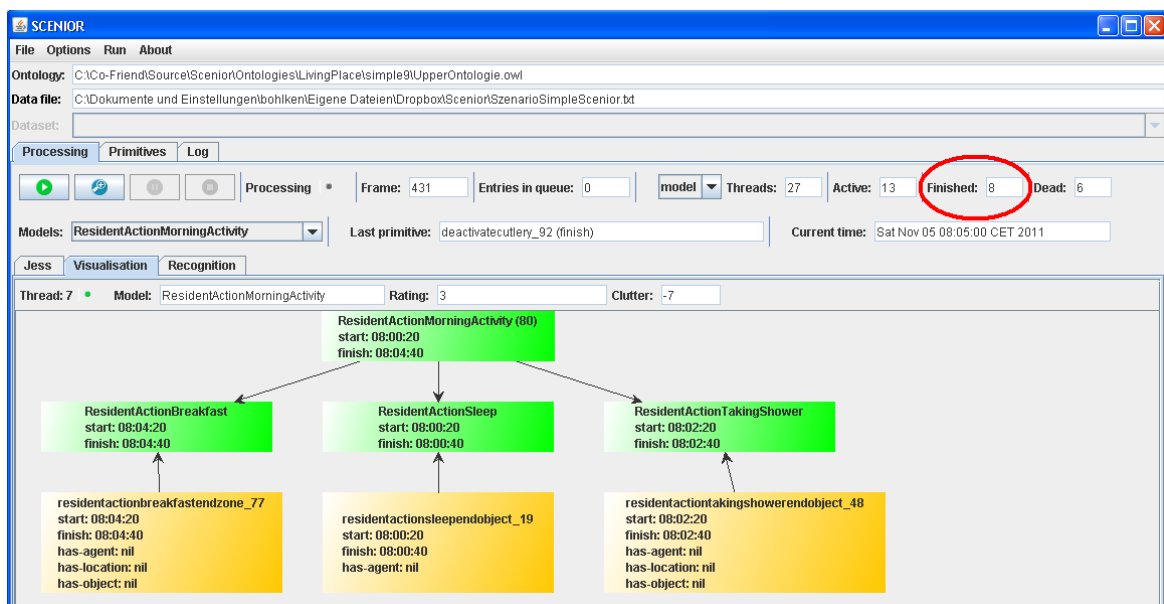 SCENIOR
File Options Run About
Ontology: C:\Co-Friend\Source\Scenior\Ontologies\LivingPlace\simple9\UpperOntologie.owl
Data file: C:\Dokumente und Einstellungen\bohlken\Eigene Dateien\Dropbox\Scenior\SzenarioSimpleScenior.txt
Dataset:
Processing Primitives Log
Processing Frame: 431 Entries in queue: 0 model Threads: 27 Active: 13 Finished: 8 Dead: 6
Models: ResidentActionMorningActivity Last primitive: deactivatecutlery_92 (finish) Current time: Sat Nov 05 08:05:00 CET 2011
Jess Visualisation Recognition
Thread: 7 Model: ResidentActionMorningActivity Rating: 3 Clutter: -7
ResidentActionMorningActivity (80)
start: 08:00:20
finish: 08:04:40
ResidentActionBreakfast
start: 08:04:20
finish: 08:04:40
ResidentActionSleep
start: 08:00:20
finish: 08:00:40
ResidentActionTakingShower
start: 08:02:20
finish: 08:02:40
residentactionbreakfastendzone_77
start: 08:04:20
finish: 08:04:40
has-agent: nil
has-location: nil
has-object: nil
residentactionsleependobject_19
start: 08:00:20
finish: 08:00:40
has-agent: nil
residentactiontakingshowerendobject_48
start: 08:02:20
finish: 08:02:40
has-agent: nil
has-location: nil
has-object: nil